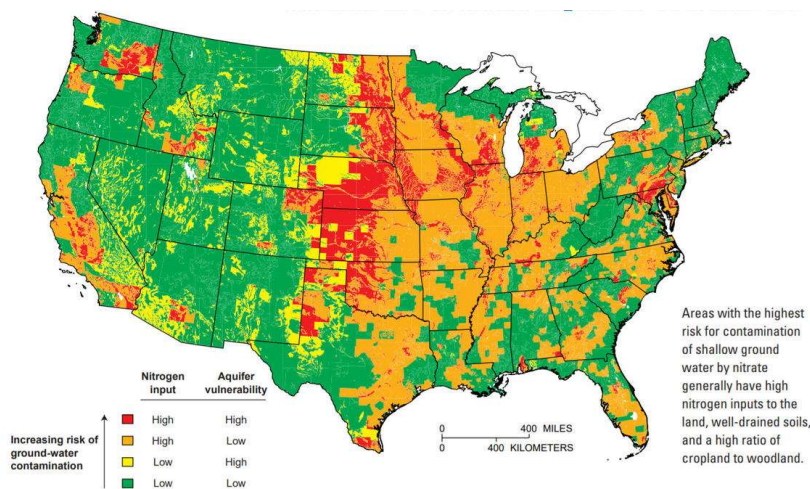 Areas with the highest
risk for contamination
of shallow ground
water by nitrate
generally have high
nitrogen inputs to the
land, well-drained soils,
and a high ratio of
cropland to woodland.
Nitrogen input Aquifer vulnerability
High High
High Low
Low High
Low Low
Increasing risk of
ground-water
contamination
0 400 MILES
0 400 KILOMETERS